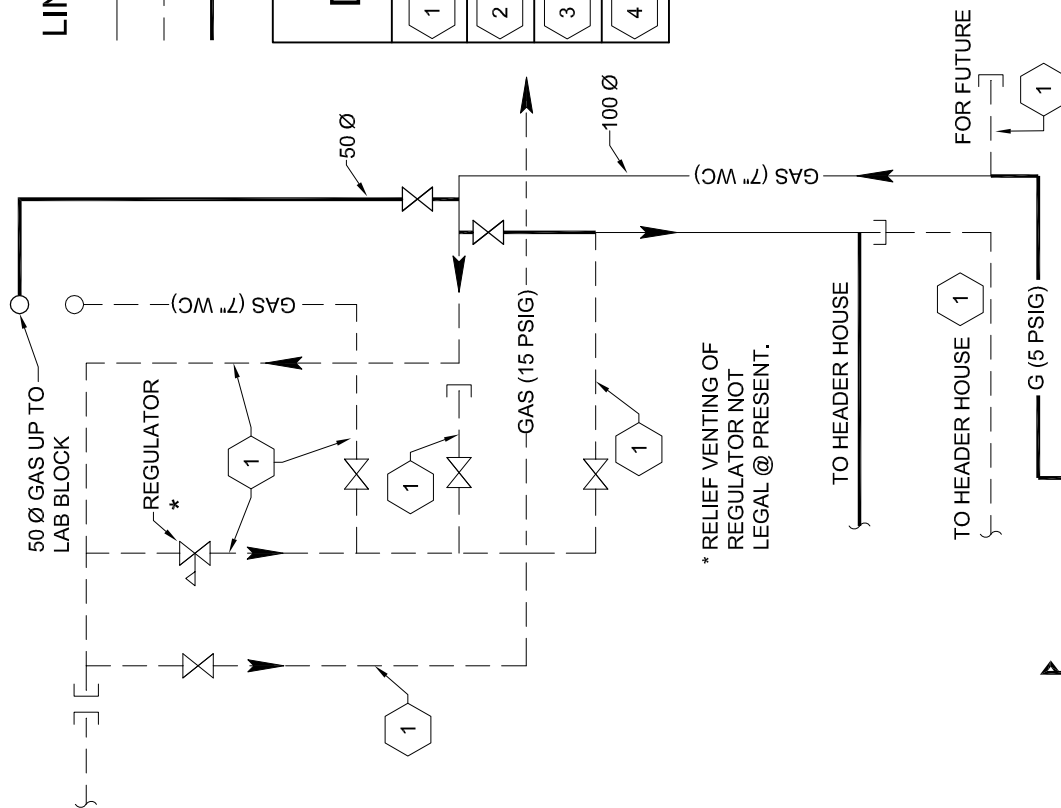 LIN
1
2
3
4
50 Ø GAS UP TO
LAB BLOCK
50 Ø
GAS (7" WC)
REGULATOR
*
1
1
GAS (15 PSIG)
1
1
100 Ø
GAS (7" WC)
FOR FUTURE
1
* RELIEF VENTING OF
REGULATOR NOT
LEGAL @ PRESENT.
TO HEADER HOUSE
TO HEADER HOUSE
1
G (5 PSIG)